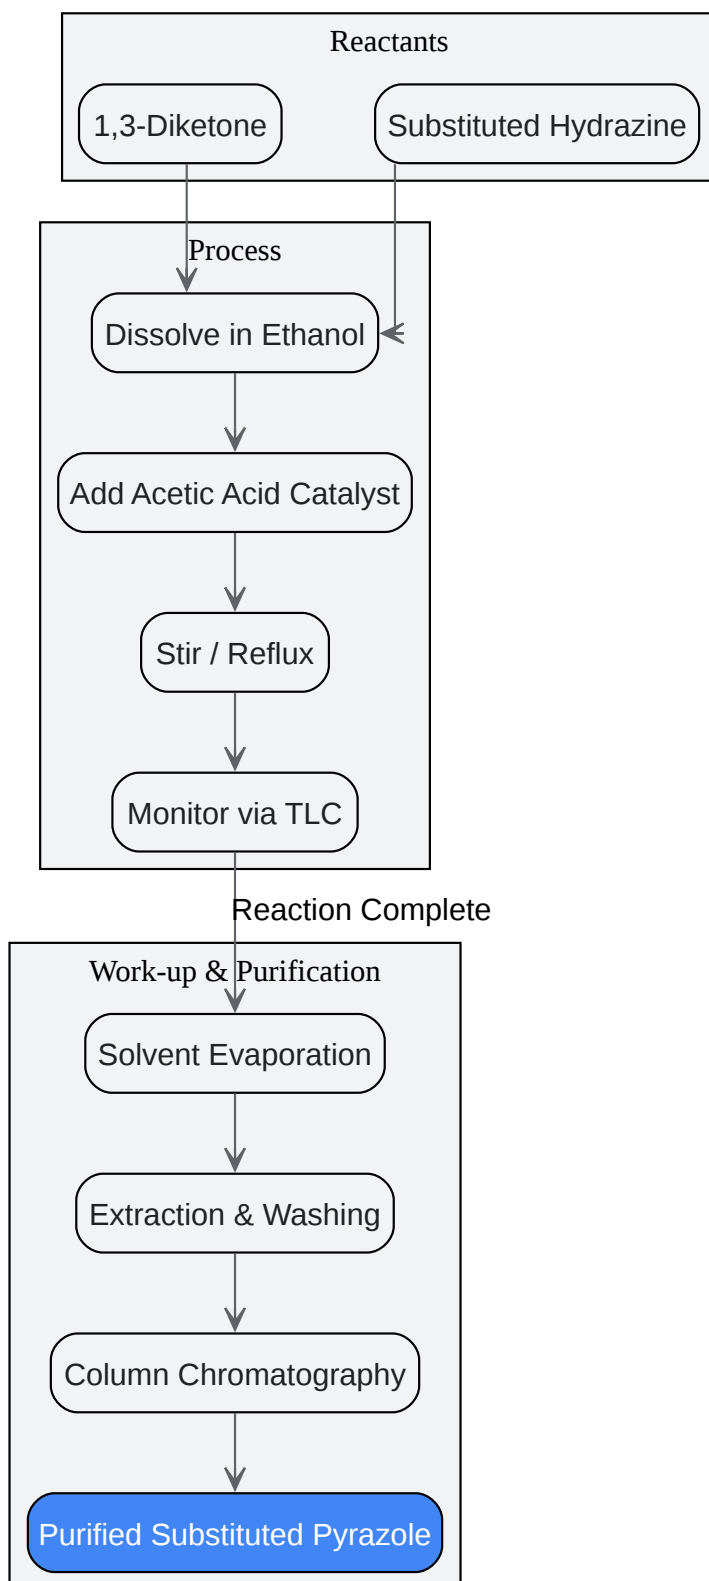 Reactants
1,3-Diketone
Substituted Hydrazine
Process
Dissolve in Ethanol
Add Acetic Acid Catalyst
Stir / Reflux
Monitor via TLC
Reaction Complete
Work-up & Purification
Solvent Evaporation
Extraction & Washing
Column Chromatography
Purified Substituted Pyrazole